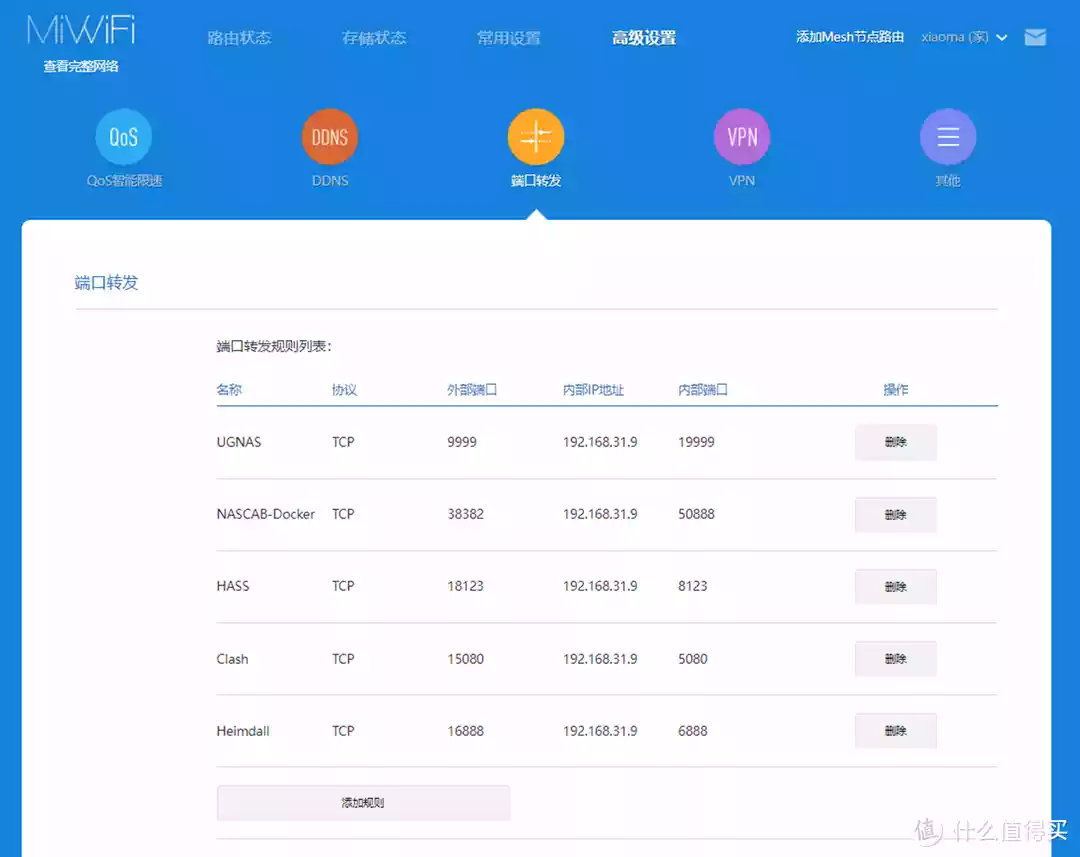 MiWiFi
路由状态 存储状态 常用设置 高级设置 添加Mesh节点路由 xiaoma (家)
查看完整网络
QoS DDNS VPN
QoS智能限速 DDNS 端口转发 VPN 其他
端口转发
端口转发规则列表:
名称 协议 外部端口 内部IP地址 内部端口 操作
UGNAS TCP 9999 192.168.31.9 19999 删除
NASCAB-Docker TCP 38382 192.168.31.9 50888 删除
HASS TCP 18123 192.168.31.9 8123 删除
Clash TCP 15080 192.168.31.9 5080 删除
Heimdall TCP 16888 192.168.31.9 6888 删除
添加规则
值 什么值得买